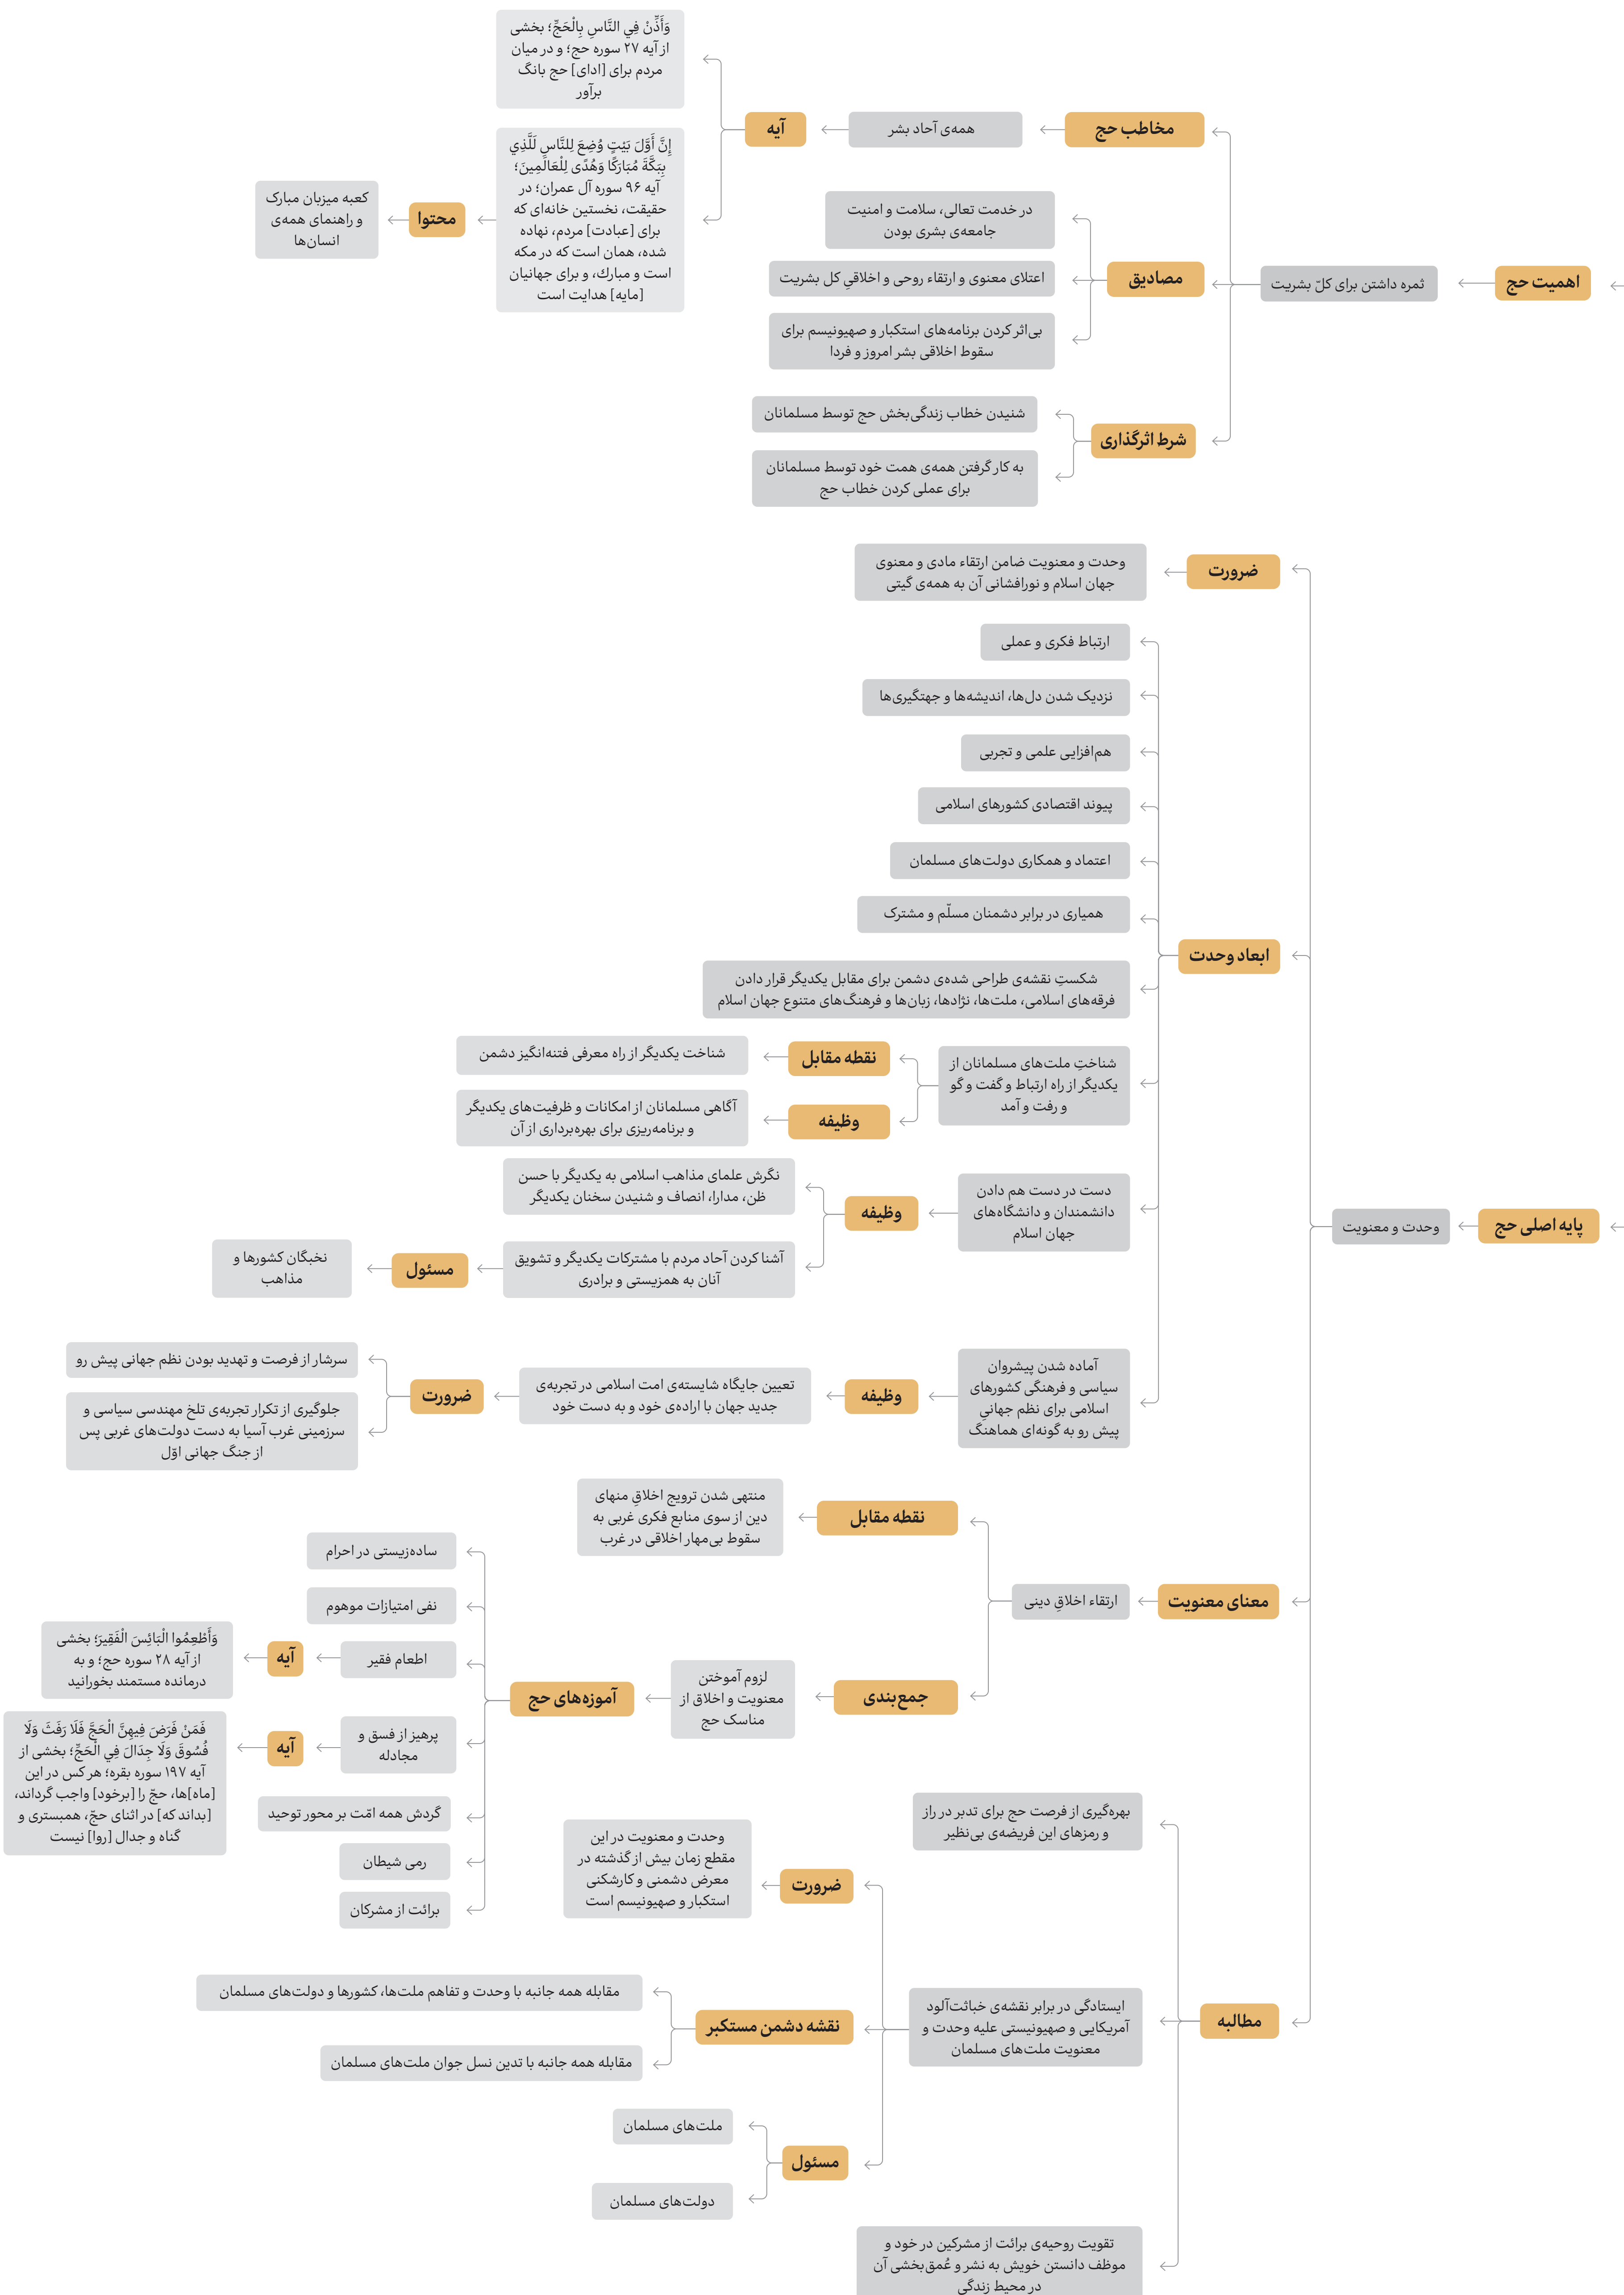 اهمیت حج
ثمره داشتن برای کلّ بشریت
مخاطب حج
همه‌ی آحاد بشر
آیه
وَأَذِّنْ فِي النَّاسِ بِالْحَجِّ؛ بخشی
از آیه ۲۷ سوره حج؛ و در میان
مردم برای [ادای] حج بانگ
برآور
إِنَّ أَوَّلَ بَيْتٍ وُضِعَ لِلنَّاسِ لَلَّذِي
بِبَكَّةَ مُبَارَكًا وَهُدًى لِلْعَالَمِينَ؛
آیه ۹۶ سوره آل عمران؛ در
حقیقت، نخستین خانه‌ای که
برای [عبادت] مردم، نهاده
شده، همان است که در مکه
است و مبارك، و برای جهانیان
[مایه] هدایت است
محتوا
کعبه میزبان مبارک
و راهنمای همه‌ی
انسان‌ها
مصادیق
در خدمت تعالی، سلامت و امنیت
جامعه‌ی بشری بودن
اعتلای معنوی و ارتقاء روحی و اخلاقیِ کل بشریت
بی‌اثر کردن برنامه‌های استکبار و صهیونیسم برای
سقوط اخلاقی بشر امروز و فردا
شرط اثرگذاری
شنیدن خطاب زندگی‌بخش حج توسط مسلمانان
به کار گرفتن همه‌ی همت خود توسط مسلمانان
برای عملی کردن خطاب حج
پایه اصلی حج
وحدت و معنویت
ضرورت
وحدت و معنویت ضامن ارتقاء مادی و معنوی
جهان اسلام و نورافشانی آن به همه‌ی گیتی
ابعاد وحدت
ارتباط فکری و عملی
نزدیک شدن دل‌ها، اندیشه‌ها و جهتگیری‌ها
هم‌افزایی علمی و تجربی
پیوند اقتصادی کشورهای اسلامی
اعتماد و همکاری دولت‌های مسلمان
همیاری در برابر دشمنان مسلّم و مشترک
شکستِ نقشه‌ی طراحی شده‌ی دشمن برای مقابل یکدیگر قرار دادن
فرقه‌های اسلامی، ملت‌ها، نژادها، زبان‌ها و فرهنگ‌های متنوع جهان اسلام
شناختِ ملت‌های مسلمانان از
یکدیگر از راه ارتباط و گفت و گو
و رفت و آمد
نقطه مقابل
شناخت یکدیگر از راه معرفی فتنه‌انگیز دشمن
وظیفه
آگاهی مسلمانان از امکانات و ظرفیت‌های یکدیگر
و برنامه‌ریزی برای بهره‌برداری از آن
دست در دست هم دادن
دانشمندان و دانشگاه‌های
جهان اسلام
وظیفه
نگرش علمای مذاهب اسلامی به یکدیگر با حسن
ظن، مدارا، انصاف و شنیدن سخنان یکدیگر
آشنا کردن آحاد مردم با مشترکات یکدیگر و تشویق
آنان به همزیستی و برادری
مسئول
نخبگان کشورها و
مذاهب
آماده شدن پیشروان
سیاسی و فرهنگی کشورهای
اسلامی برای نظم جهانیِ
پیش رو به گونه‌ای هماهنگ
وظیفه
تعیین جایگاه شایسته‌ی امت اسلامی در تجربه‌ی
جدید جهان با اراده‌ی خود و به دست خود
ضرورت
سرشار از فرصت و تهدید بودن نظم جهانی پیش رو
جلوگیری از تکرار تجربه‌ی تلخ مهندسی سیاسی و
سرزمینی غرب آسیا به دست دولت‌های غربی پس
از جنگ جهانی اوّل
معنای معنویت
ارتقاء اخلاقِ دینی
نقطه مقابل
منتهی شدن ترویج اخلاقِ منهای
دین از سوی منابع فکری غربی به
سقوط بی‌مهار اخلاقی در غرب
جمع‌بندی
لزوم آموختن
معنویت و اخلاق از
مناسک حج
آموزه‌های حج
ساده‌زیستی در احرام
نفی امتیازات موهوم
اطعام فقیر
آیه
وَأَطْعِمُوا الْبَائِسَ الْفَقِيرَ؛ بخشی
از آیه ۲۸ سوره حج؛ و به
درمانده مستمند بخورانید
پرهیز از فسق و
مجادله
آیه
فَمَنْ فَرَضَ فِيهِنَّ الْحَجَّ فَلَا رَفَثَ وَلَا
فُسُوقَ وَلَا جِدَالَ فِي الْحَجِّ؛ بخشی از
آیه ۱۹۷ سوره بقره؛ هر کس در این
[ماه]ها، حجّ را [برخود] واجب گرداند،
[بداند که] در اثنای حجّ، همبستری و
گناه و جدال [روا] نیست
گردش همه امّت بر محور توحید
رمی شیطان
برائت از مشرکان
مطالبه
بهره‌گیری از فرصت حج برای تدبر در راز
و رمزهای این فریضه‌ی بی‌نظیر
ایستادگی در برابر نقشه‌ی خباثت‌آلود
آمریکایی و صهیونیستی علیه وحدت و
معنویت ملت‌های مسلمان
ضرورت
وحدت و معنویت در این
مقطع زمان بیش از گذشته در
معرض دشمنی و کارشکنی
استکبار و صهیونیسم است
نقشه دشمن مستکبر
مقابله همه جانبه با وحدت و تفاهم ملت‌ها، کشورها و دولت‌های مسلمان
مقابله همه جانبه با تدین نسل جوان ملت‌های مسلمان
مسئول
ملت‌های مسلمان
دولت‌های مسلمان
تقویت روحیه‌ی برائت از مشرکین در خود و
موظف دانستن خویش به نشر و عُمق‌بخشی آن
در محیط زندگی